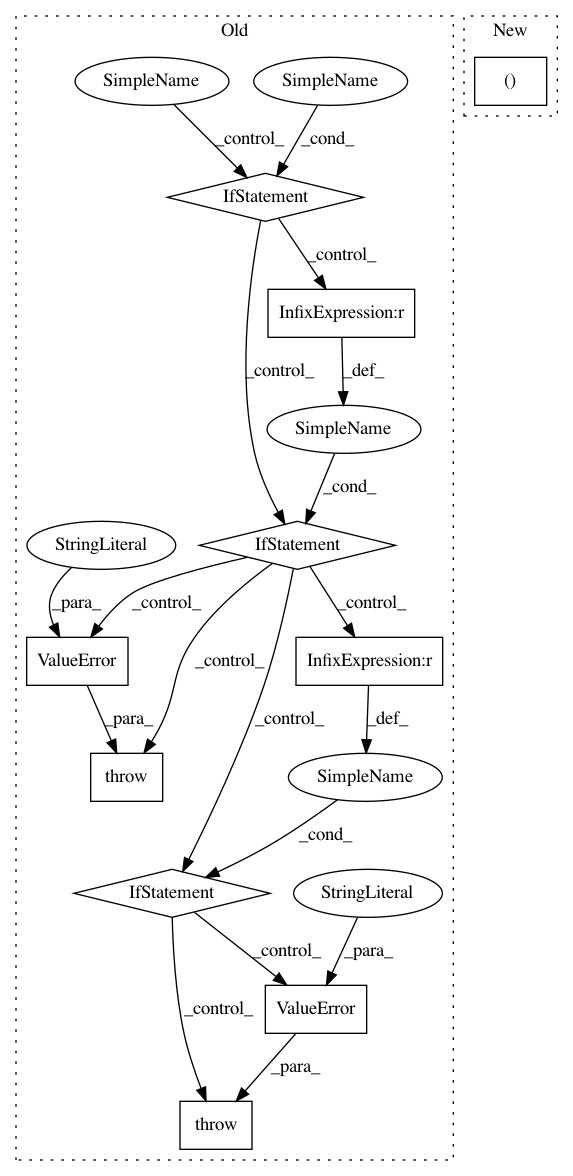 Old
New
SimpleName
SimpleName
()
_control_
_cond_
IfStatement
_control_
InfixExpression:r
_control_
_def_
SimpleName
_cond_
StringLiteral
IfStatement
_para_
_control_
_control_
ValueError
_control_
InfixExpression:r
_control_
_para_
_def_
throw
SimpleName
_cond_
IfStatement
StringLiteral
_control_
_para_
_control_
ValueError
_para_
throw